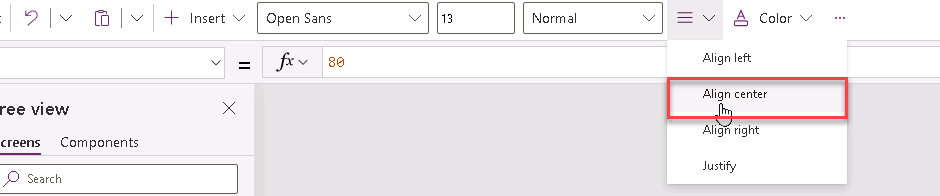 + Insert Open Sans 13 Normal Color ...
= fx 80
Align left
Align center
Align right
Justify
ree view
creens Components
Search